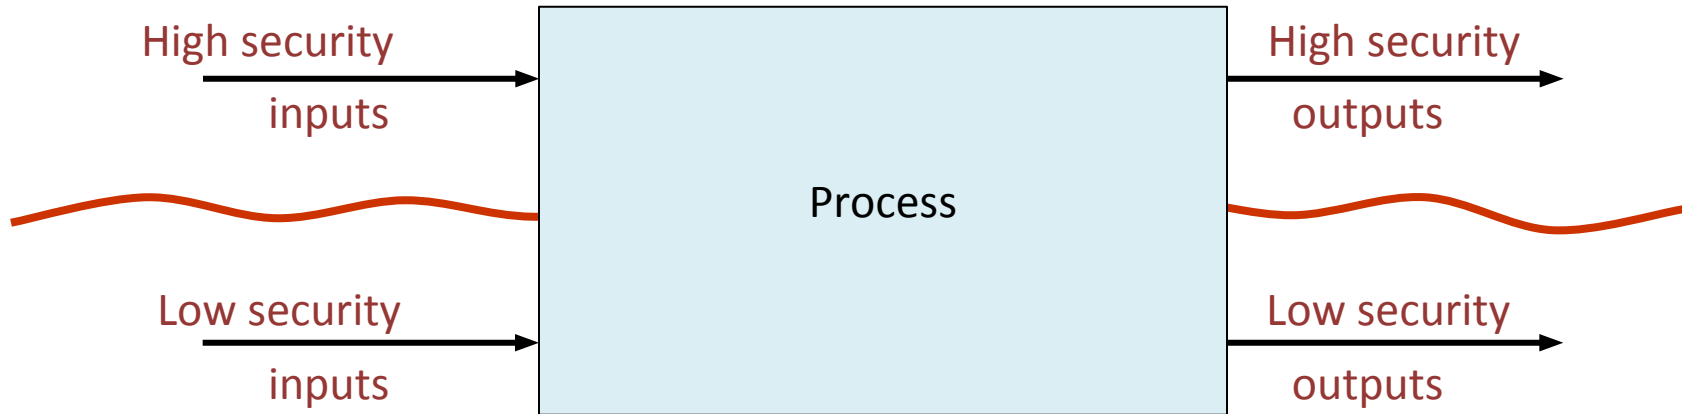 High security
inputs
High security
outputs
Process
Low security
inputs
Low security
outputs